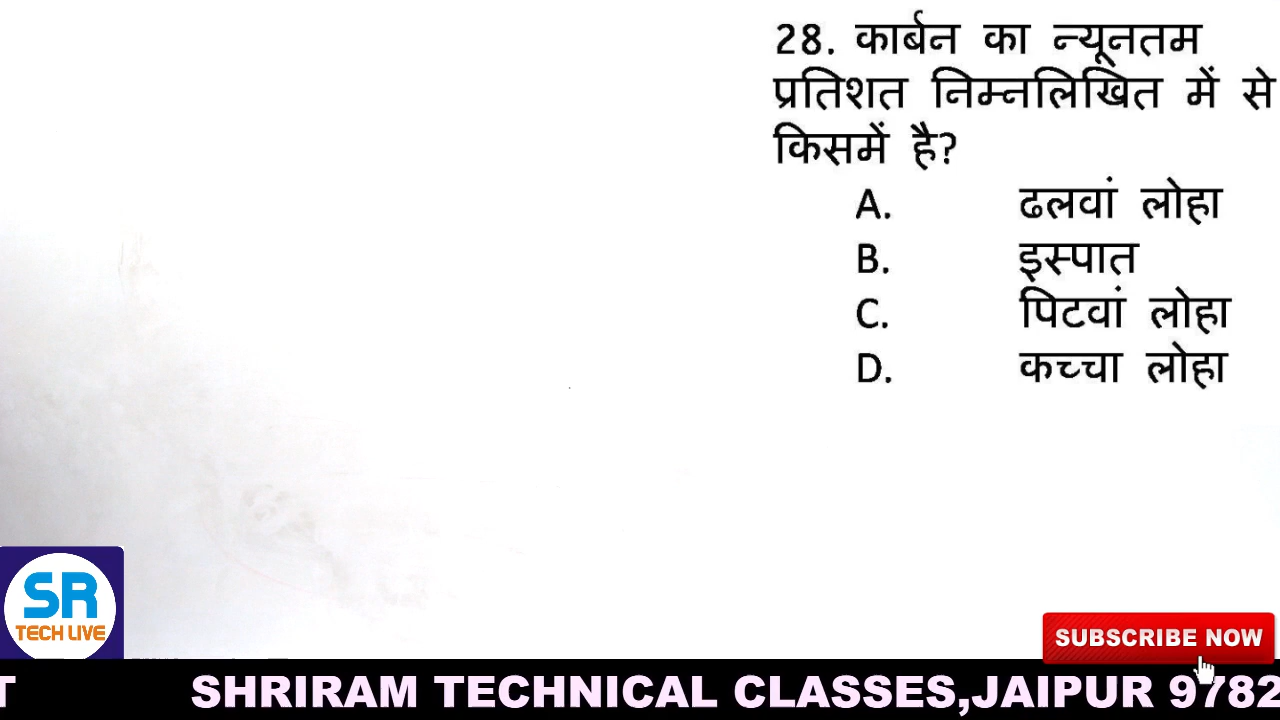 28. कार्बन का न्यूनतम
प्रतिशत निम्नलिखित में से
किसमें है?
A. ढलवां लोहा
B. इस्पात
C. पिटवां लोहा
D. कच्चा लोहा
SR
TECH LIVE
SUBSCRIBE NOW
T SHRIRAM TECHNICAL CLASSES,JAIPUR 9782